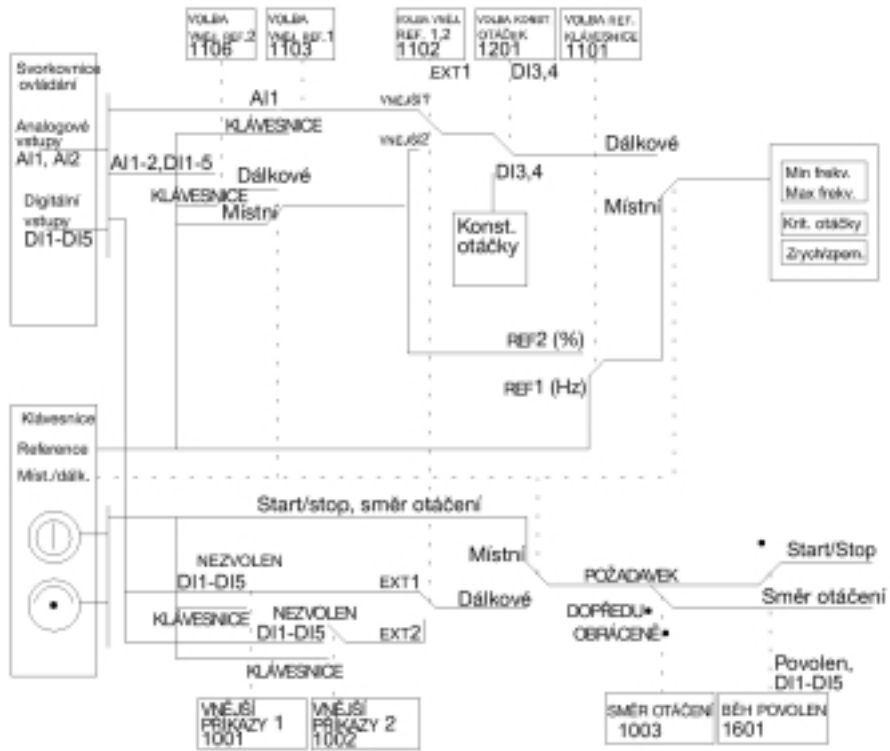 VOLBA
VNEJ. REF.2
1106
VOLBA
VNEJ. REF.1
1103
VOLBA VNEJ.
REF. 1,2
1102
VOLBA KONST
OTÁČEK
1201
VOLBA REF.
KLÁVESNICE
1101
EXT1
DI3,4
Svorkovnice
ovládání
Analogové
vstupy
AI1, AI2
Digitální
vstupy
DI1-DI5
AI1
KLÁVESNICE
VNEJŠI1
VNEJŠI2
AI1-2,DI1-5
Dálkové
KLÁVESNICE
Místní
Dálkové
DI3,4
Konst.
otáčky
Místní
Min frekv.
Max frekv.
Krit. otáčky
Zrych/zpom.
REF2 (%)
REF1 (Hz)
Klávesnice
Reference
Míst./dálk.
Start/stop, směr otáčení
Místní
NEZVOLEN
DI1-DI5
EXT1
Dálkové
KLÁVESNICE
NEZVOLEN
DI1-DI5
EXT2
KLÁVESNICE
POŽADAVEK
Start/Stop
Směr otáčení
DOPŘEDU
OBRÁCENĚ
Povolen,
DI1-DI5
VNĚJŠÍ
PŘÍKAZY 1
1001
VNĚJŠÍ
PŘÍKAZY 2
1002
SMĚR OTÁČENÍ
1003
BĚH POVOLEN
1601